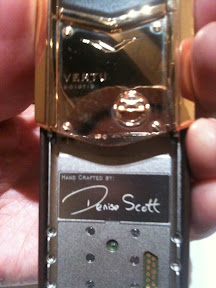 VERTU
HAND CRAFTED BY:
Denise Scott